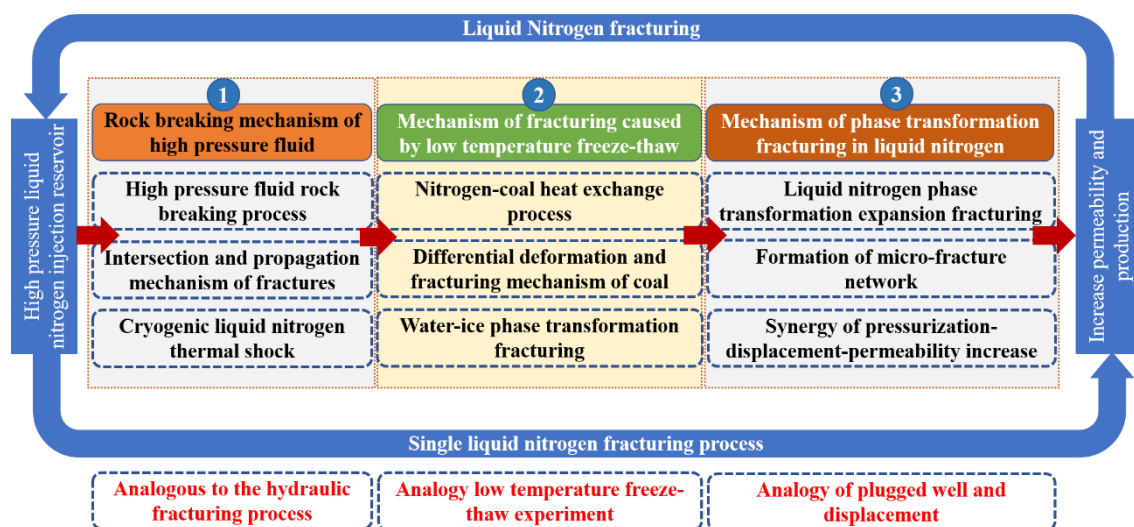 Liquid Nitrogen fracturing
High pressure liquid
nitrogen injection reservoir
1
Rock breaking mechanism of
high pressure fluid
High pressure fluid rock
breaking process
Intersection and propagation
mechanism of fractures
Cryogenic liquid nitrogen
thermal shock
2
Mechanism of fracturing caused
by low temperature freeze-thaw
Nitrogen-coal heat exchange
process
Differential deformation and
fracturing mechanism of coal
Water-ice phase transformation
fracturing
3
Mechanism of phase transformation
fracturing in liquid nitrogen
Liquid nitrogen phase
transformation expansion fracturing
Formation of micro-fracture
network
Synergy of pressurization-
displacement-permeability increase
Increase permeability and
production
Single liquid nitrogen fracturing process
Analogous to the hydraulic
fracturing process
Analogy low temperature freeze-
thaw experiment
Analogy of plugged well and
displacement